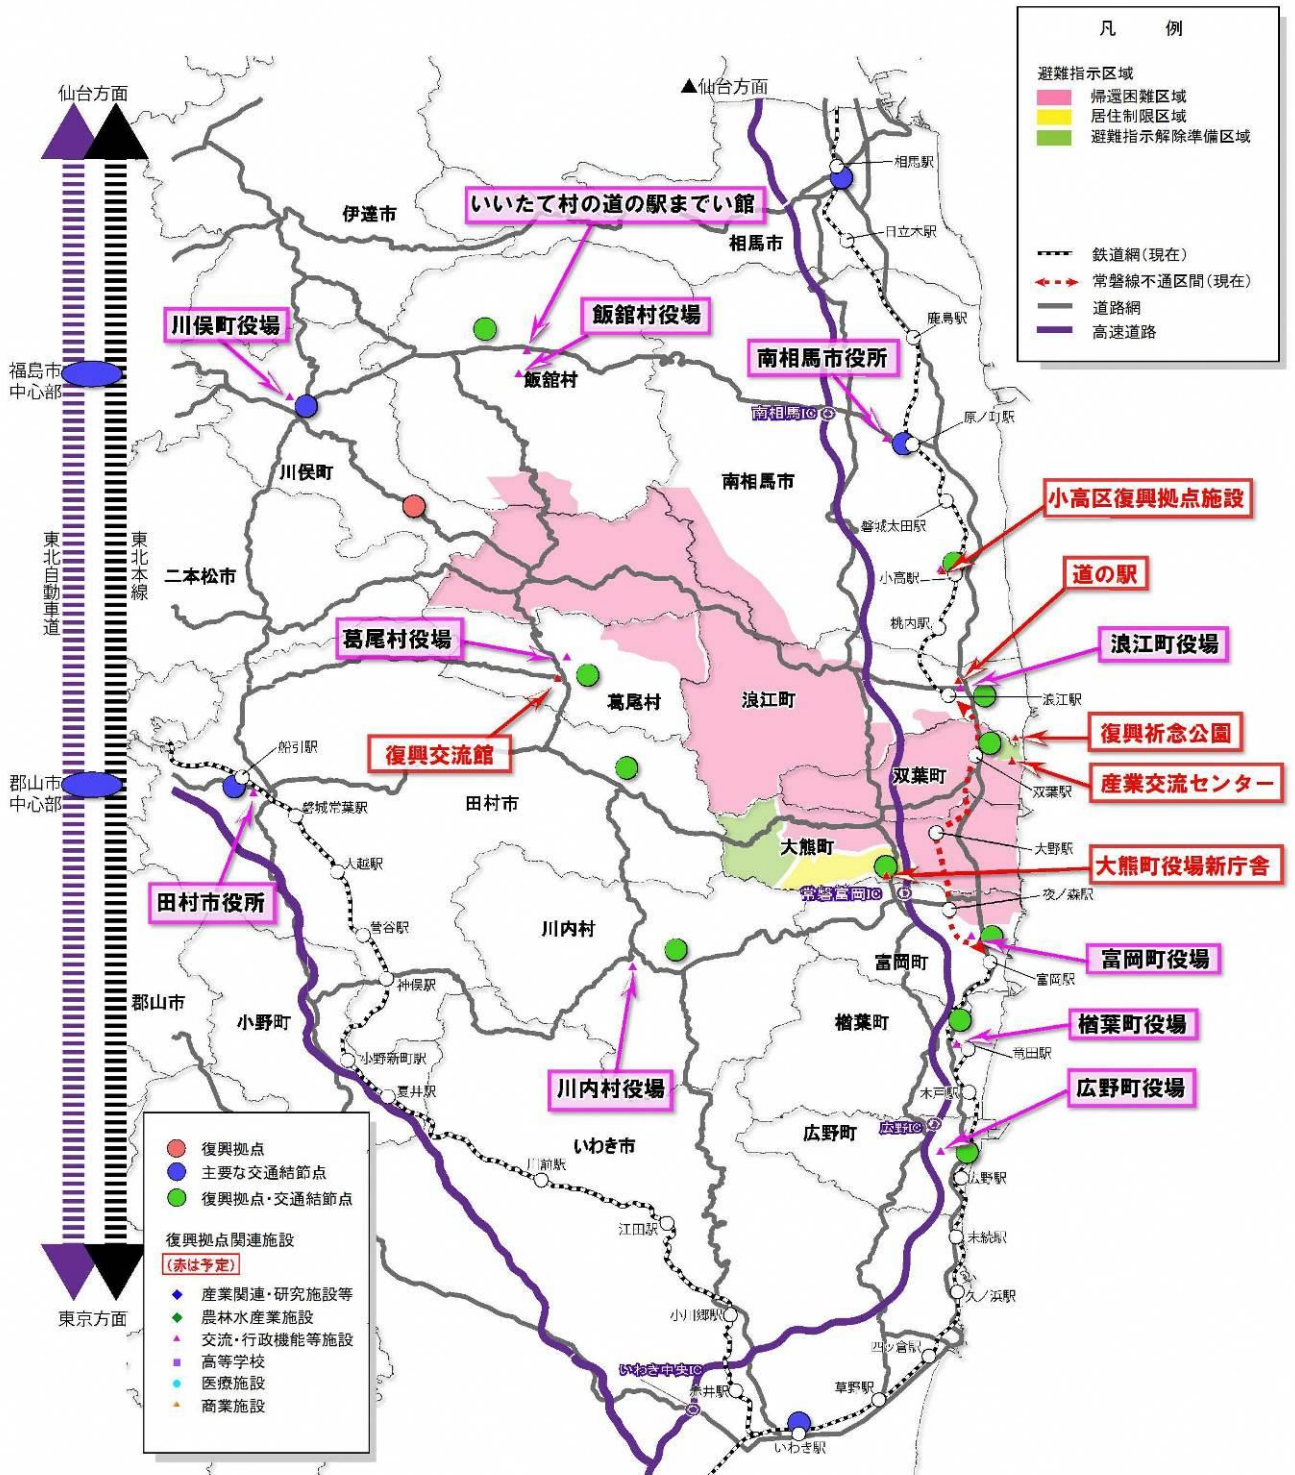 凡 例
避難指示区域
帰還困難区域
居住制限区域
避難指示解除準備区域
鉄道網(現在)
常磐線不通区間(現在)
道路網
高速道路
仙台方面
▲仙台方面
相馬駅
いいたて村の道の駅までい館
伊達市
相馬市
日立木駅
川俣町役場
飯舘村役場
鹿島駅
南相馬市役所
福島市
中心部
飯舘村
南相馬IC
原ノ町駅
川俣町
南相馬市
小高区復興拠点施設
磐城太田駅
東北自動車道
東北本線
二本松市
小高駅
道の駅
桃内駅
葛尾村役場
浪江町役場
葛尾村
浪江町
浪江駅
復興交流館
復興祈念公園
船引駅
双葉町
産業交流センター
郡山市
中心部
双葉駅
磐城常葉駅
田村市
大熊町
大野駅
大越駅
大熊町役場新庁舎
田村市役所
常磐富岡IC
夜ノ森駅
菅谷駅
川内村
富岡町
富岡町役場
神俣駅
富岡駅
郡山市
小野町
楢葉町
楢葉町役場
竜田駅
小野新町駅
川内村役場
夏井駅
木戸駅
広野町役場
広野町
広野IC
いわき市
川前駅
広野駅
江田駅
末続駅
久ノ浜駅
小川郷駅
四ッ倉駅
いわき中央IC
赤井駅
草野駅
いわき駅
東京方面
復興拠点
主要な交通結節点
復興拠点・交通結節点
復興拠点関連施設
(赤は予定)
産業関連・研究施設等
農林水産業施設
交流・行政機能等施設
高等学校
医療施設
商業施設